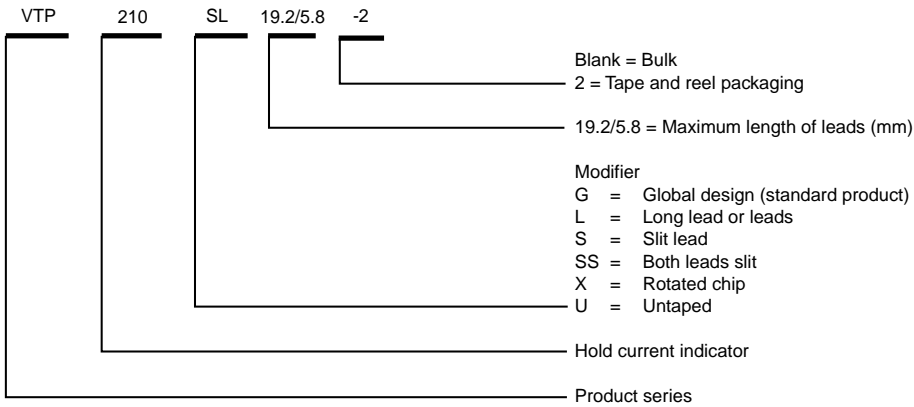 VTP 210 SL 19.2/5.8 -2
Blank = Bulk
2 = Tape and reel packaging
19.2/5.8 = Maximum length of leads (mm)
Modifier
G = Global design (standard product)
L = Long lead or leads
S = Slit lead
SS = Both leads slit
X = Rotated chip
U = Untaped
Hold current indicator
Product series